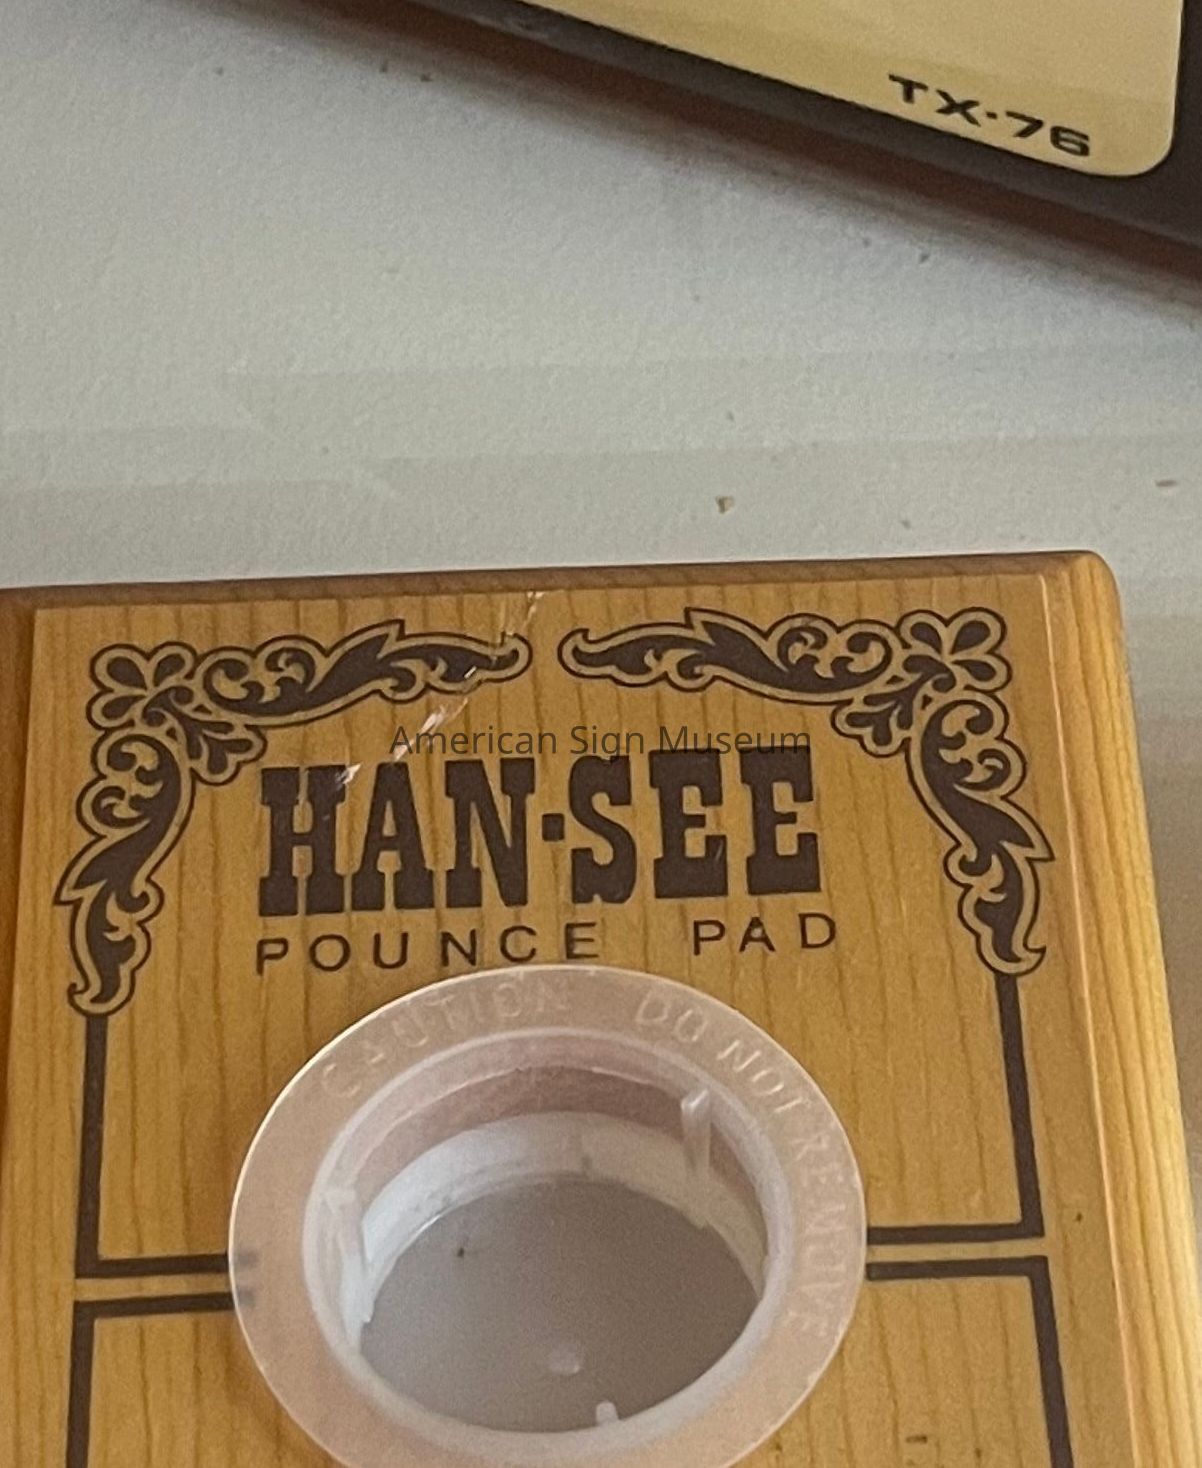 TX·76
American Sign Museum
HAN·SEE
POUNCE PAD
CAUTION DO NOT REMOVE